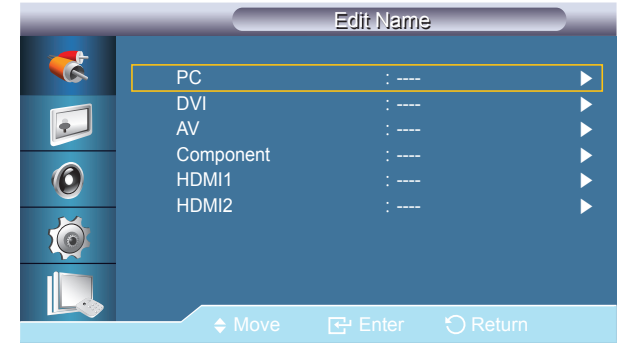 Edit Name
PC : ---- ▶
DVI : ---- ▶
AV : ---- ▶
Component : ---- ▶
HDMI1 : ---- ▶
HDMI2 : ---- ▶
Move Enter Return